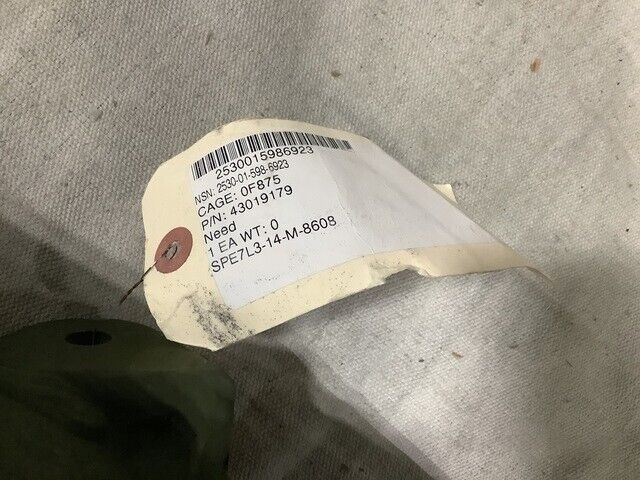 2530015986923
NSN: 2530-01-598-6923
CAGE: 0F875
P/N: 43019179
Need
1 EA WT: 0
SPE7L3-14-M-8608